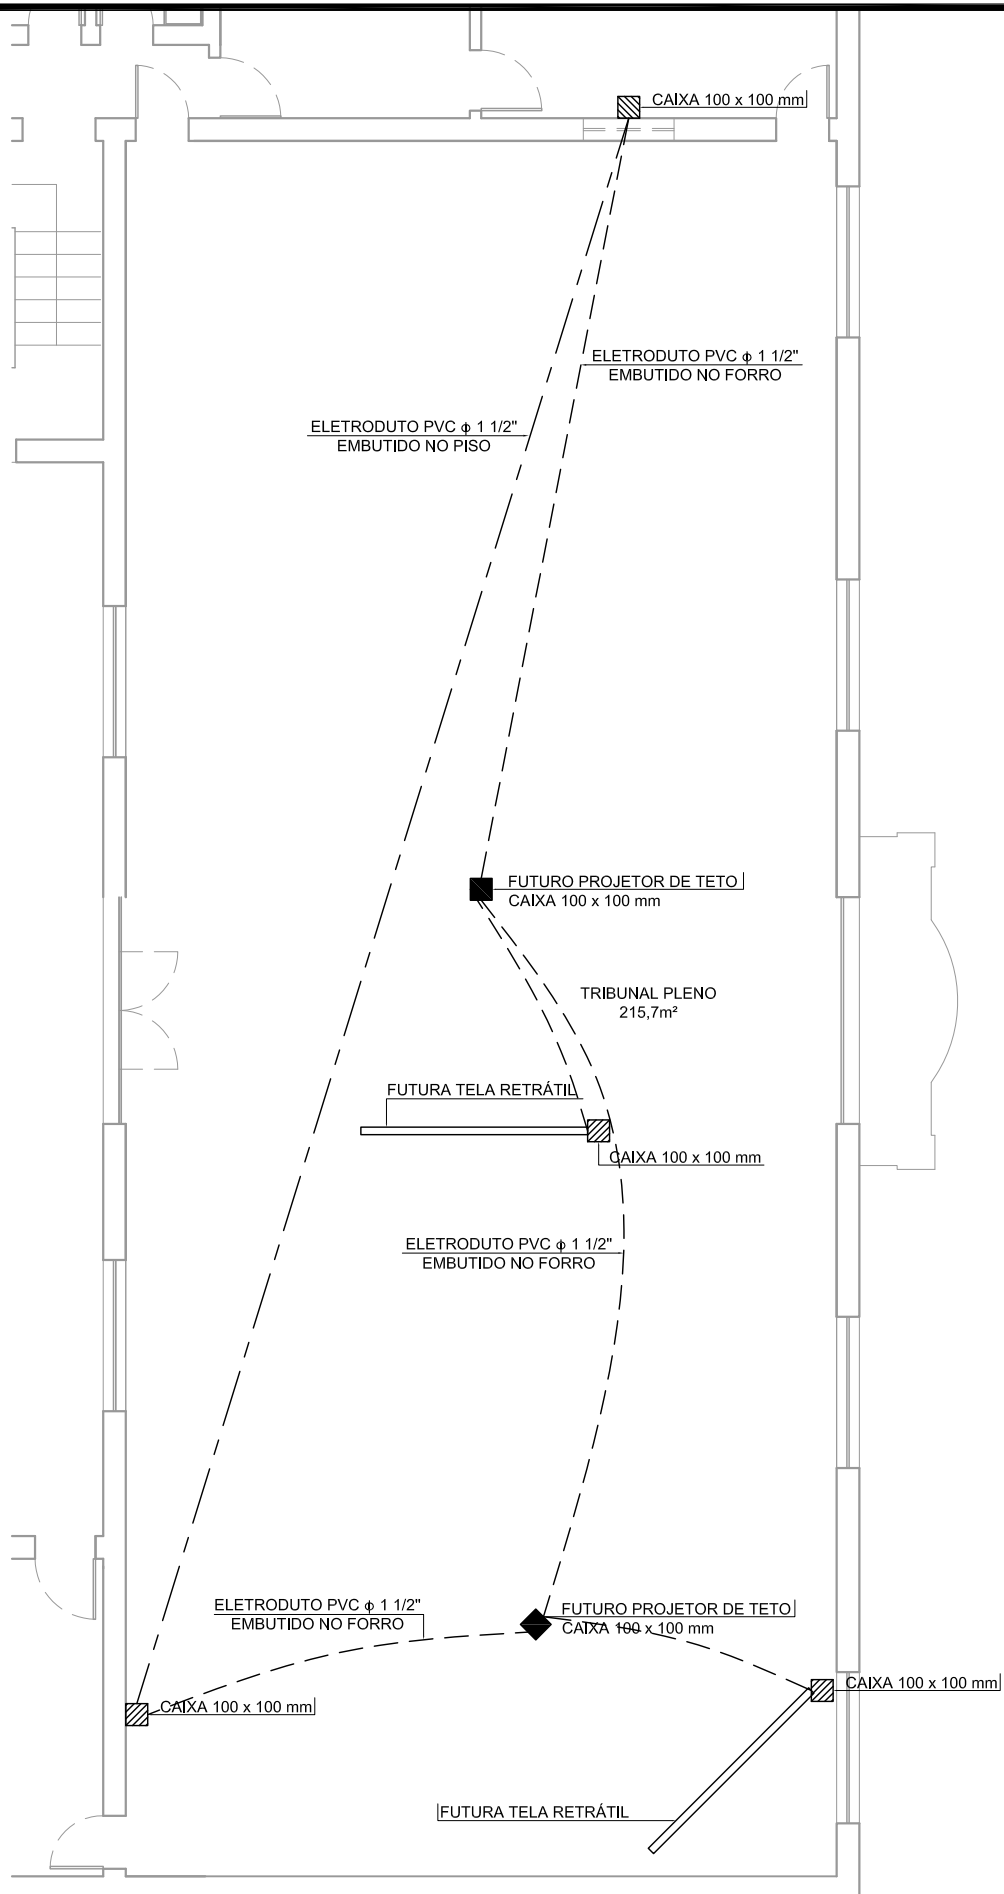 CAIXA 100 x 100 mm
ELETRODUTO PVC ϕ 1 1/2"
EMBUTIDO NO FORRO
ELETRODUTO PVC ϕ 1 1/2"
EMBUTIDO NO PISO
FUTURO PROJETOR DE TETO
CAIXA 100 x 100 mm
TRIBUNAL PLENO
215,7m²
FUTURA TELA RETRÁTIL
CAIXA 100 x 100 mm
ELETRODUTO PVC ϕ 1 1/2"
EMBUTIDO NO FORRO
ELETRODUTO PVC ϕ 1 1/2"
EMBUTIDO NO FORRO
FUTURO PROJETOR DE TETO
CAIXA 100 x 100 mm
CAIXA 100 x 100 mm
CAIXA 100 x 100 mm
FUTURA TELA RETRÁTIL